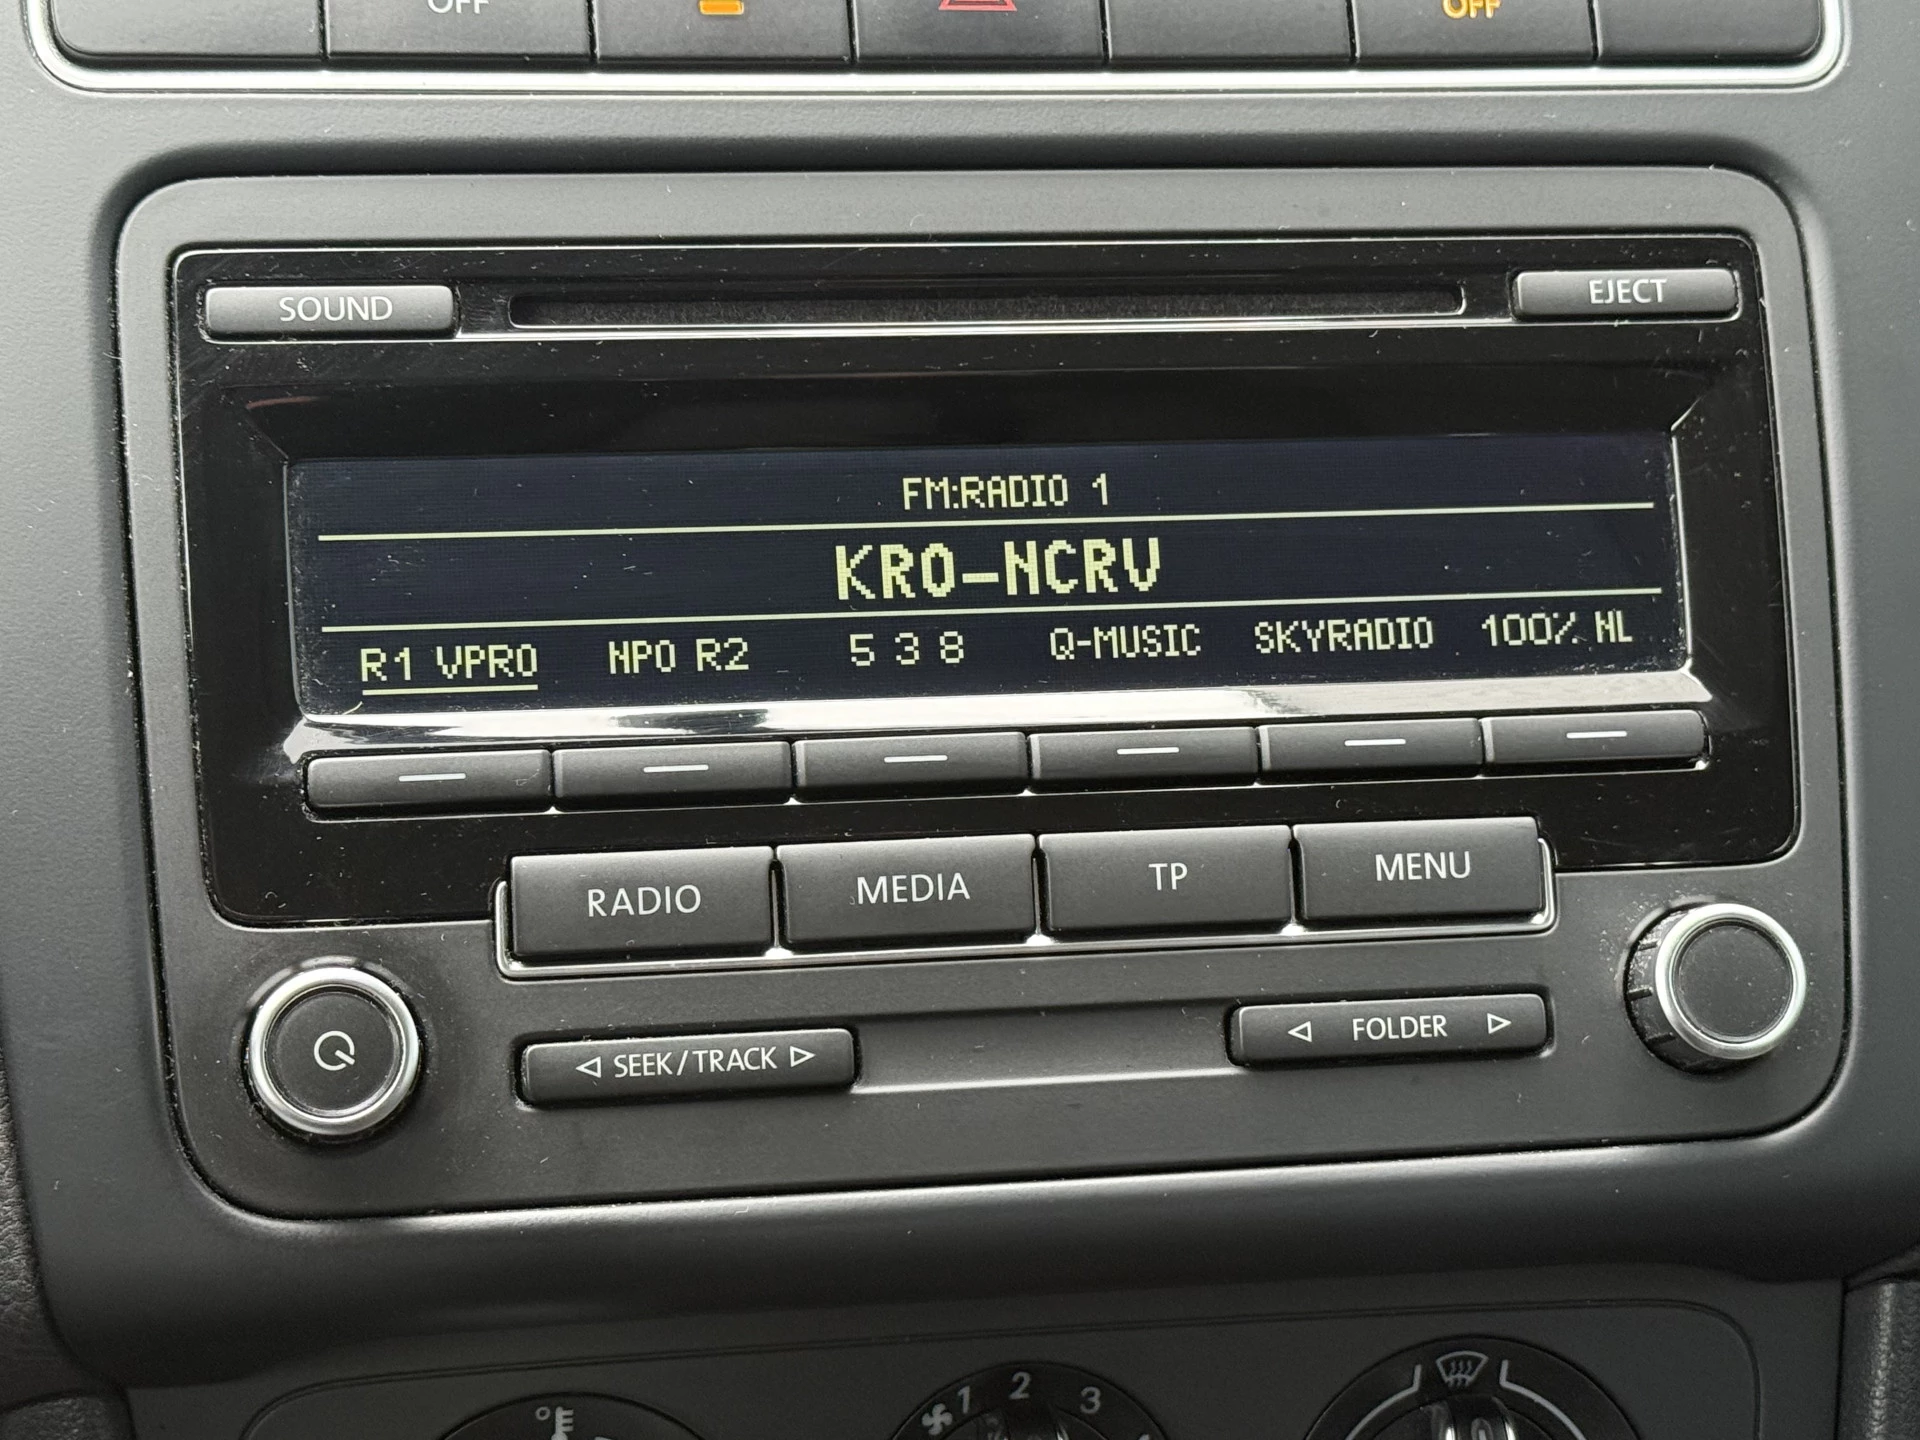 OFF
OFF
SOUND
EJECT
FM:RADIO 1
KRO-NCRV
R1 VPRO NPO R2 5 3 8 Q-MUSIC SKYRADIO 100% NL
RADIO MEDIA TP MENU
◁ SEEK/TRACK ▷
◁ FOLDER ▷
1 2 3